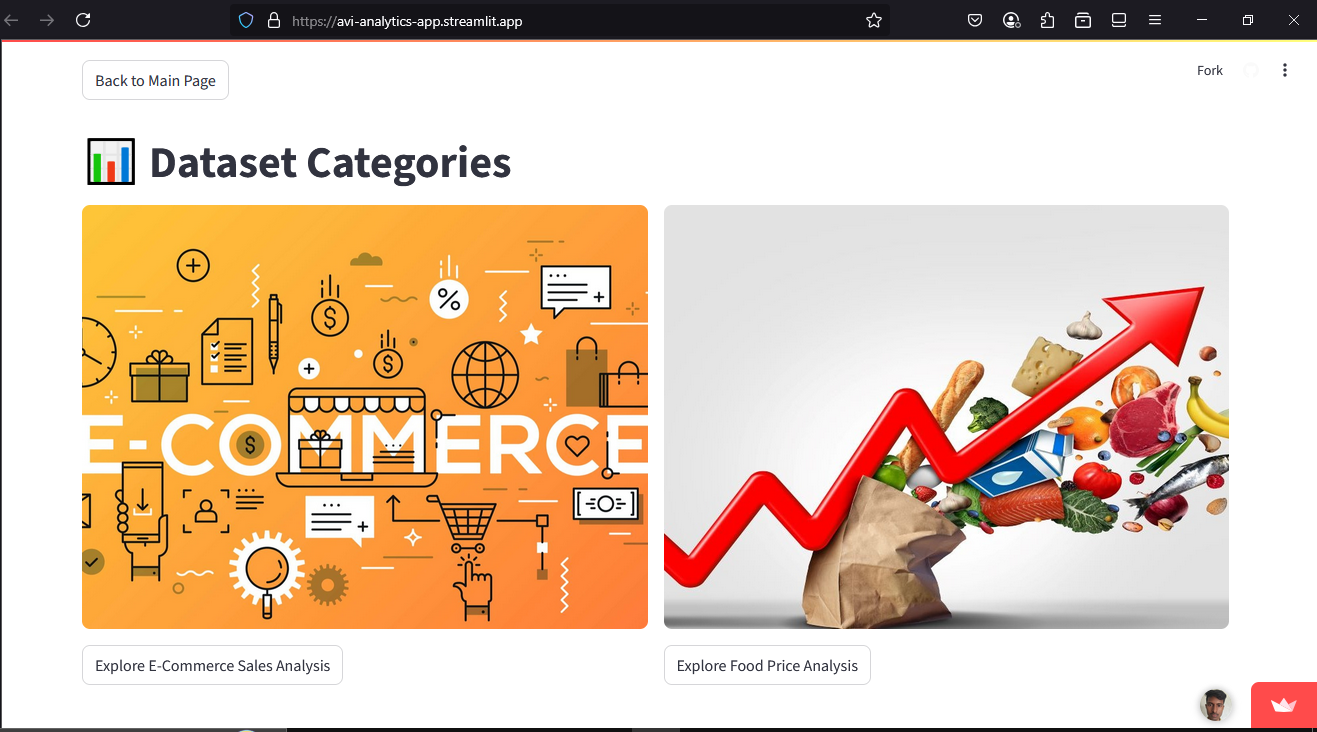 https://avi-analytics-app.streamlit.app
Back to Main Page
Fork
Dataset Categories
E-COMMERCE
Explore E-Commerce Sales Analysis
Explore Food Price Analysis